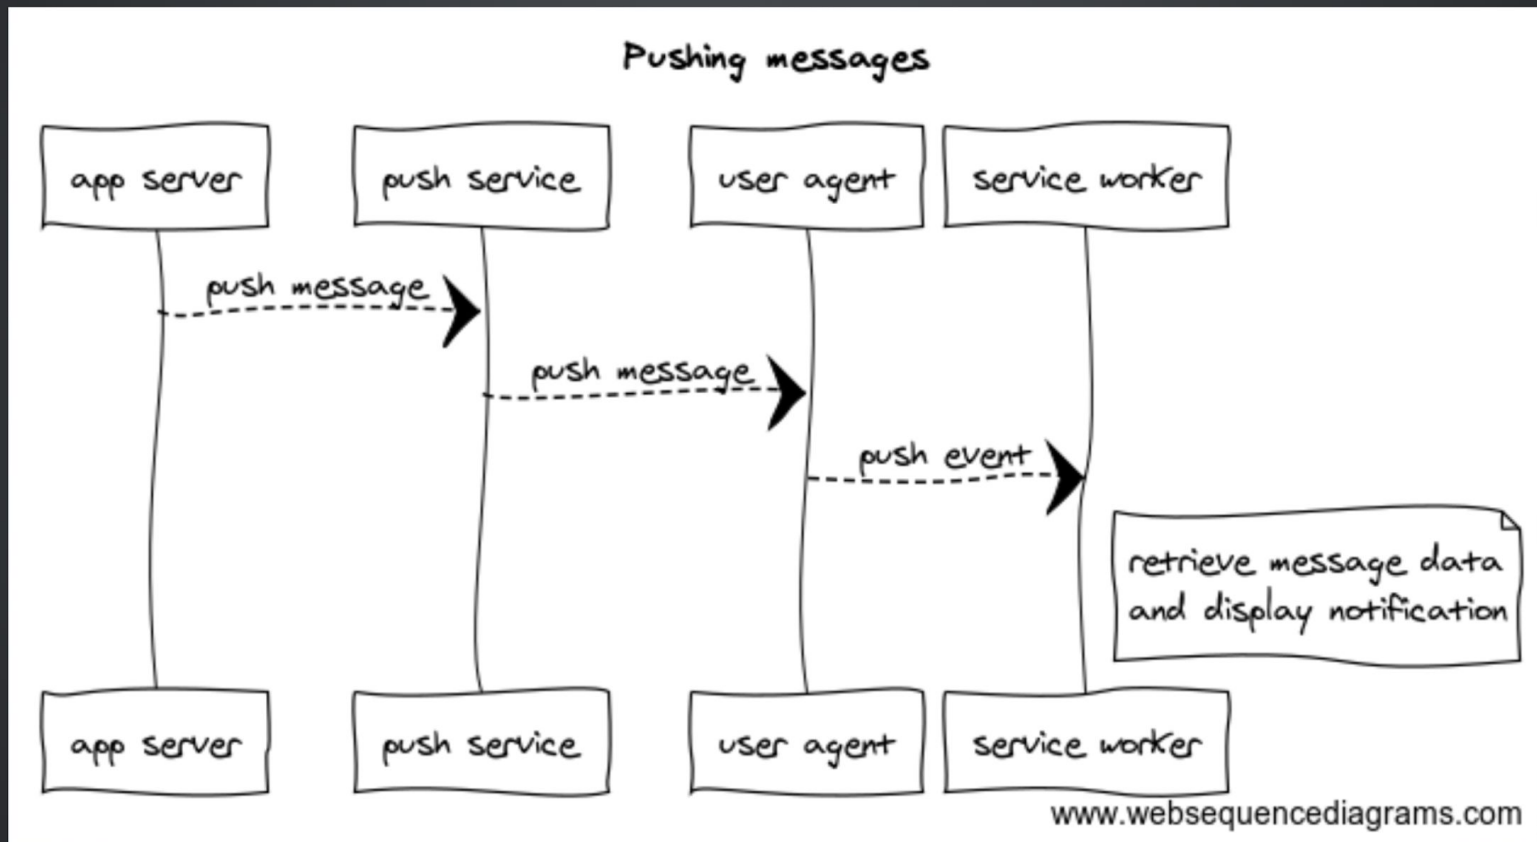 Pushing messages
app server
push service
user agent
service worker
push message
push message
push event
retrieve message data
and display notification
app server
push service
user agent
service worker
www.websequencediagrams.com